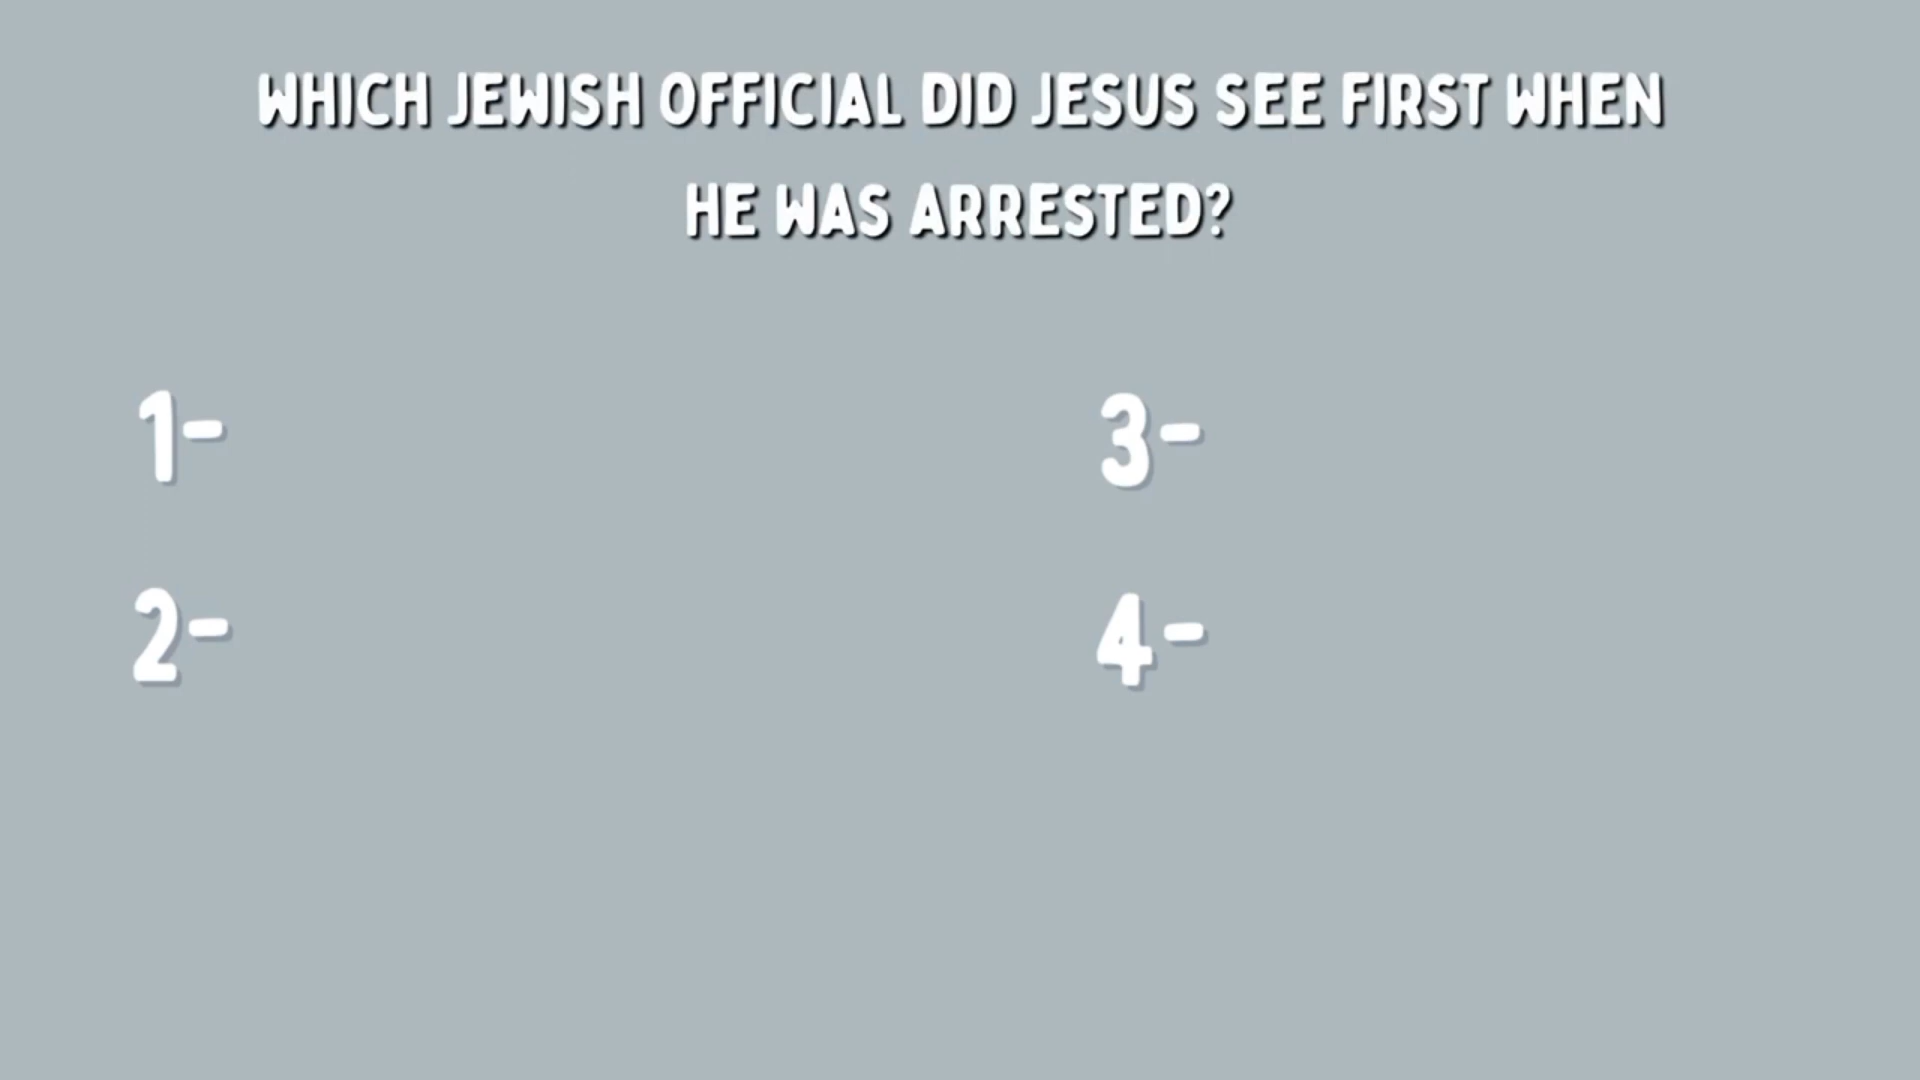 WHICH JEWISH OFFICIAL DID JESUS SEE FIRST WHEN
HE WAS ARRESTED?
1-
2-
3-
4-